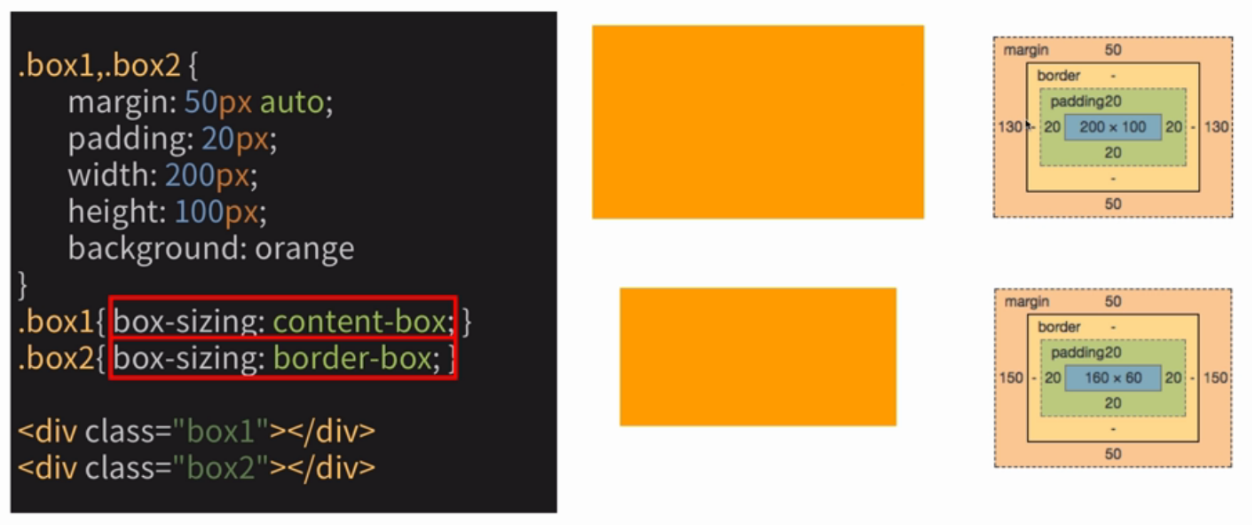 .box1,.box2 {
margin: 50px auto;
padding: 20px;
width: 200px;
height: 100px;
background: orange
}
.box1{ box-sizing: content-box; }
.box2{ box-sizing: border-box; }
<div class="box1"></div>
<div class="box2"></div>
margin 50
border -
padding20
130 - 20 200 × 100 20 - 130
20
-
50
margin 50
border -
padding20
150 - 20 160 × 60 20 - 150
20
-
50